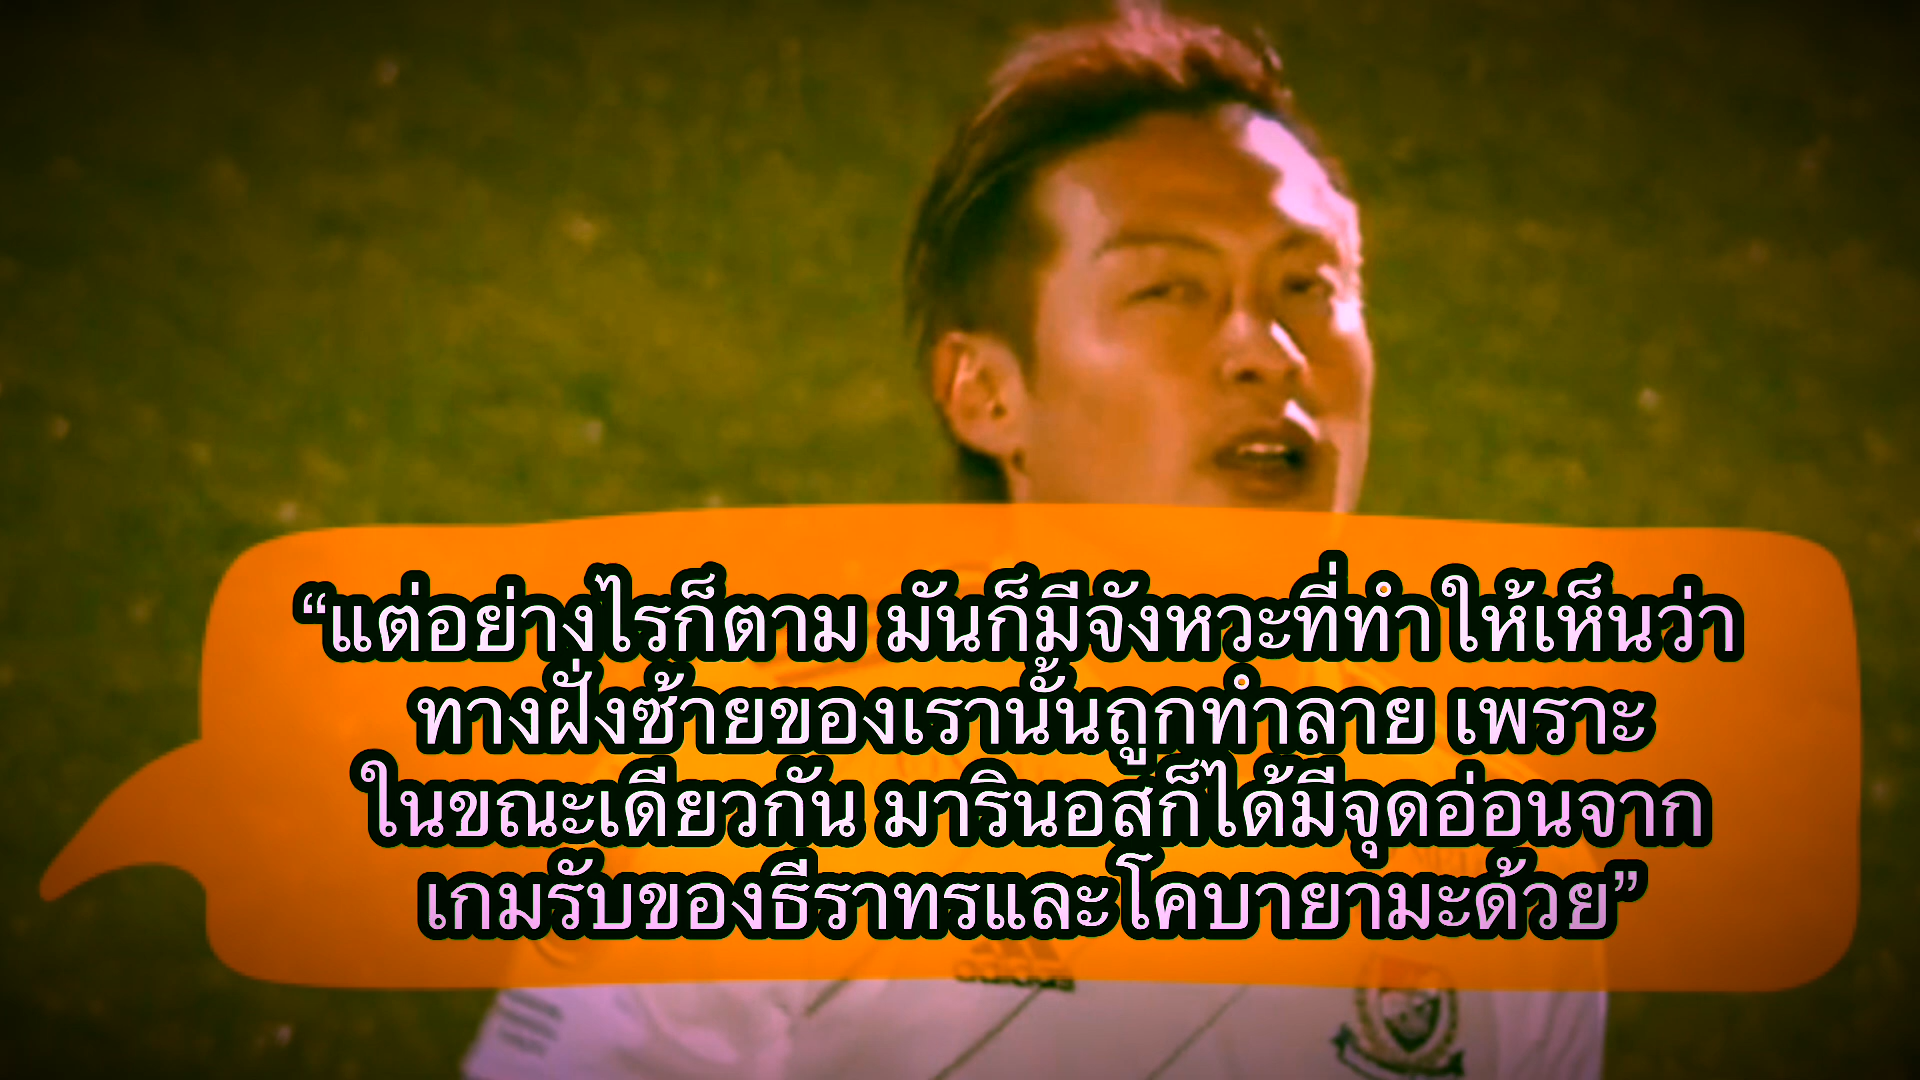 “แต่อย่างไรก็ตาม มันก็มีจังหวะที่ทำให้เห็นว่า
ทางฝั่งซ้ายของเรานั้นถูกทำลาย เพราะ
ในขณะเดียวกัน มารินอสก็ได้มีจุดอ่อนจาก
เกมรับของธีราทรและโคบายามะด้วย”
adidas